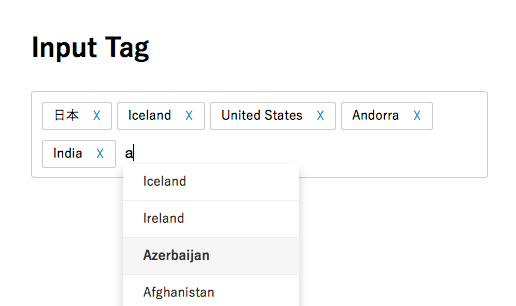 Input Tag
日本 X Iceland X United States X Andorra X
India X a
Iceland
Ireland
Azerbaijan
Afghanistan